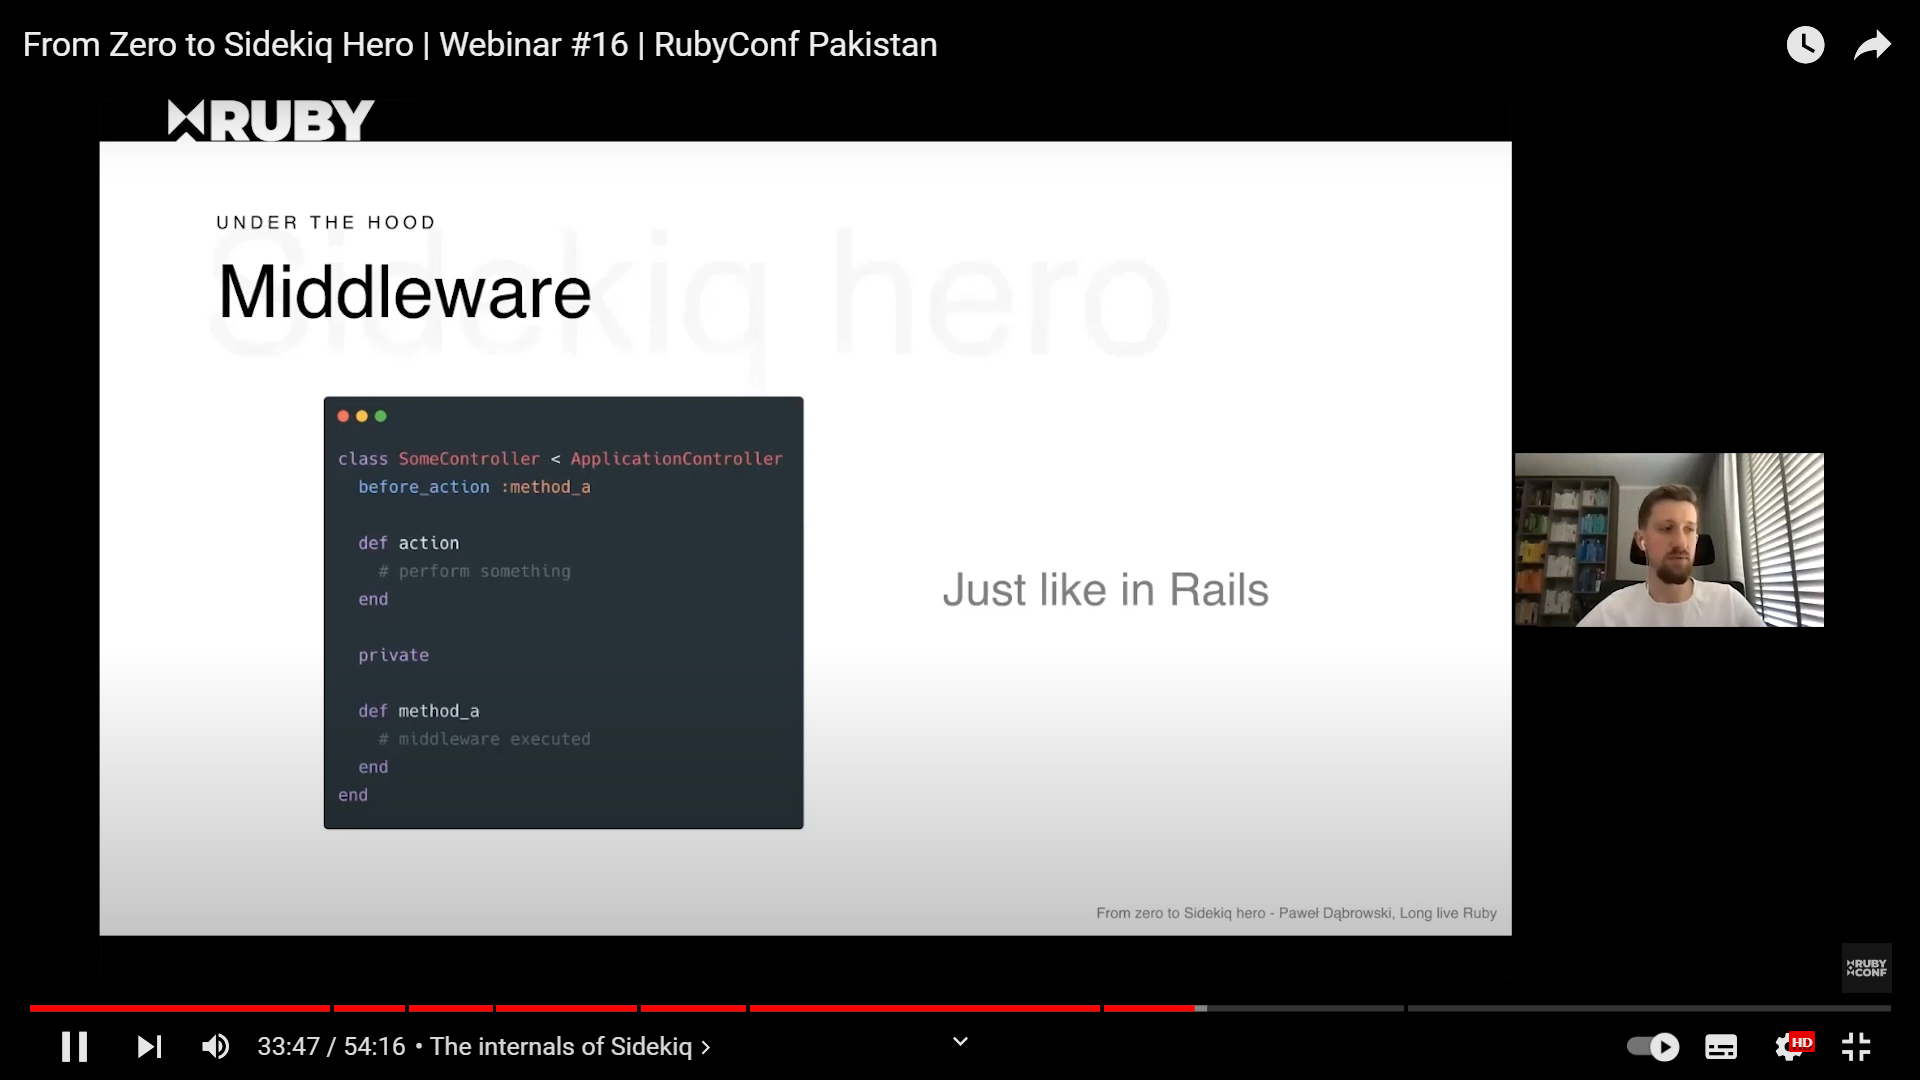 From Zero to Sidekiq Hero | Webinar #16 | RubyConf Pakistan
RUBY
UNDER THE HOOD
Sidekiq hero
Middleware
class SomeController < ApplicationController
before_action :method_a
def action
# perform something
end
private
def method_a
# middleware executed
end
end
Just like in Rails
From zero to Sidekiq hero - Paweł Dąbrowski, Long live Ruby
RUBY
CONF
33:47 / 54:16 • The internals of Sidekiq ›
HD